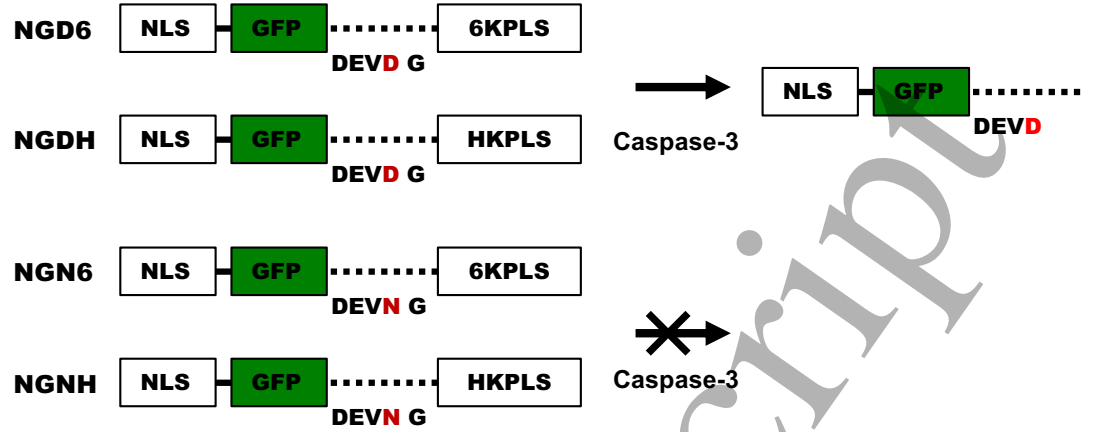 NGD6 NLS GFP 6KPLS
DEVD G
NLS GFP
DEVD
Caspase-3
NGDH NLS GFP HKPLS
DEVD G
NGN6 NLS GFP 6KPLS
DEVN G
Caspase-3
NGNH NLS GFP HKPLS
DEVN G
cript